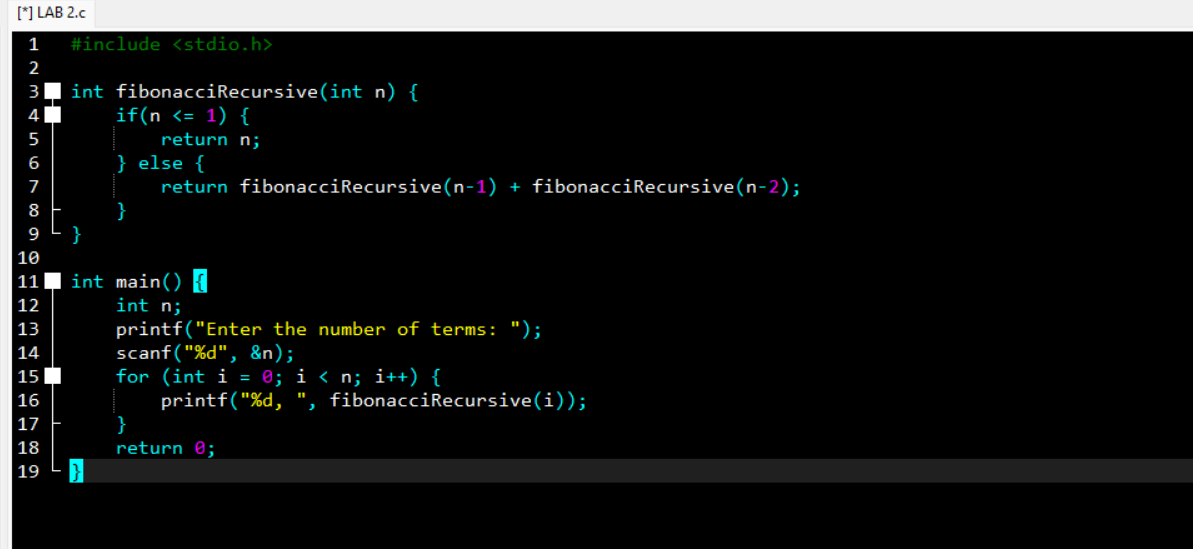 [*] LAB 2.c
1 #include <stdio.h>
2
3 int fibonacciRecursive(int n) {
4     if(n <= 1) {
5         return n;
6     } else {
7         return fibonacciRecursive(n-1) + fibonacciRecursive(n-2);
8     }
9 }
10
11 int main() {
12     int n;
13     printf("Enter the number of terms: ");
14     scanf("%d", &n);
15     for (int i = 0; i < n; i++) {
16         printf("%d, ", fibonacciRecursive(i));
17     }
18     return 0;
19 }